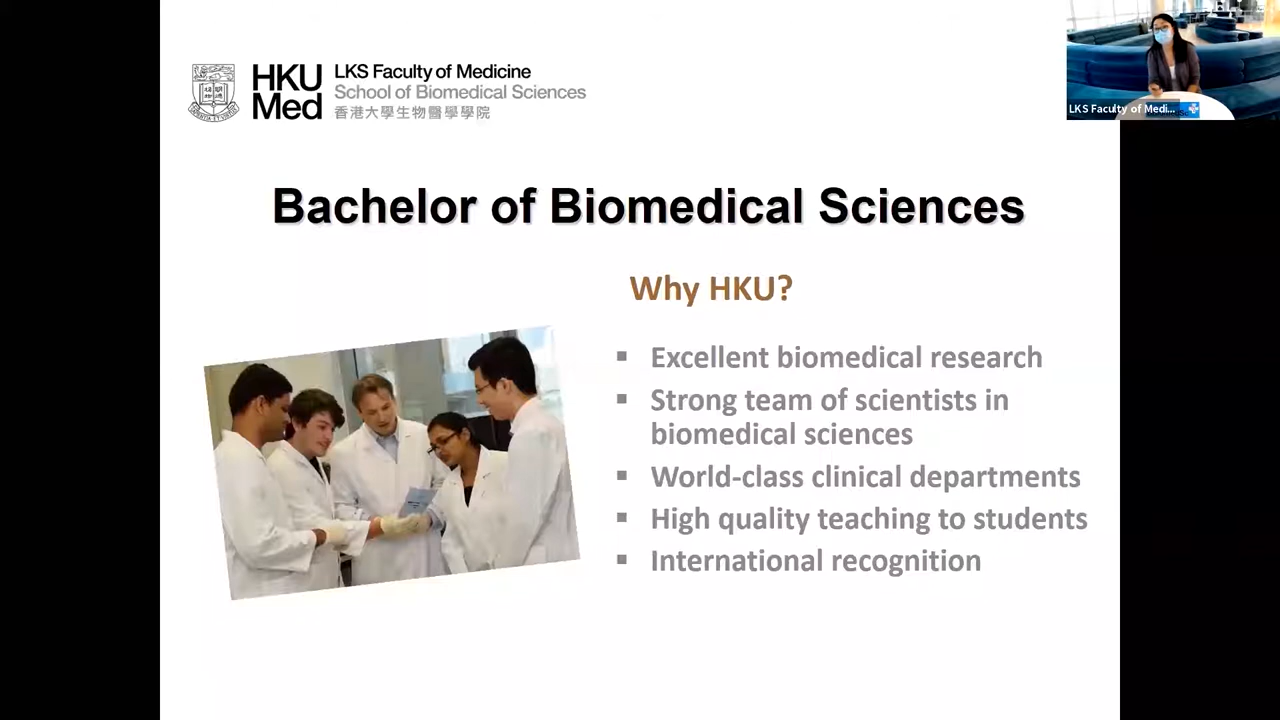 HKU
Med
LKS Faculty of Medicine
School of Biomedical Sciences
香港大學生物醫學學院
LKS Faculty of Medi...
Bachelor of Biomedical Sciences
Why HKU?
▪ Excellent biomedical research
▪ Strong team of scientists in
biomedical sciences
▪ World-class clinical departments
▪ High quality teaching to students
▪ International recognition